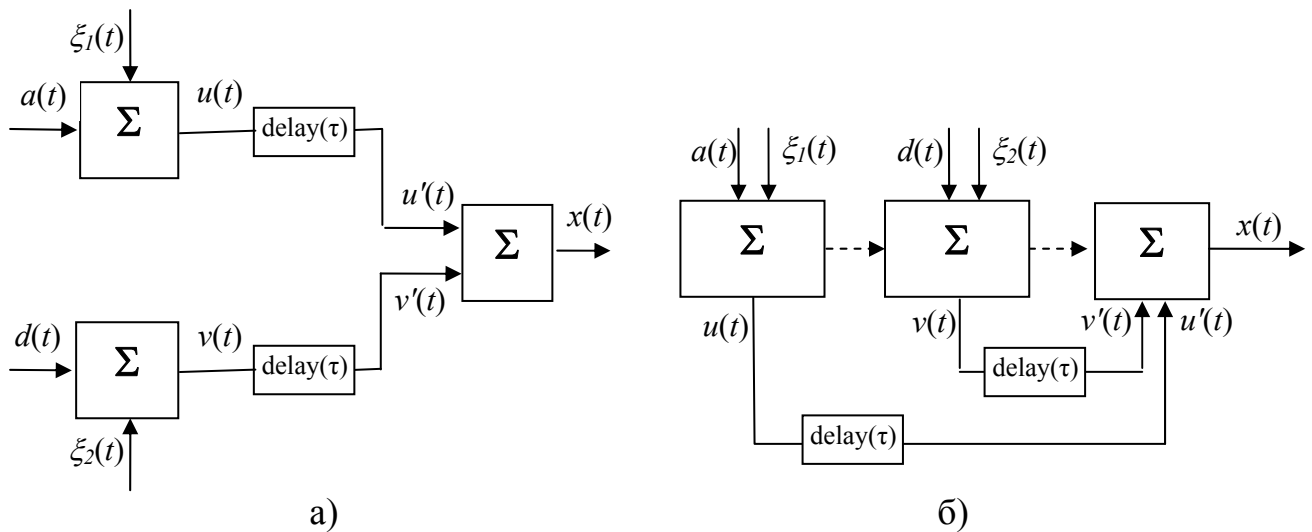 ξ1(t)
a(t)
Σ
u(t)
delay(τ)
u'(t)
Σ
x(t)
v'(t)
d(t)
Σ
v(t)
delay(τ)
ξ2(t)
а)
a(t)
ξ1(t)
d(t)
ξ2(t)
Σ
Σ
Σ
x(t)
u(t)
v(t)
v'(t)
u'(t)
delay(τ)
delay(τ)
б)